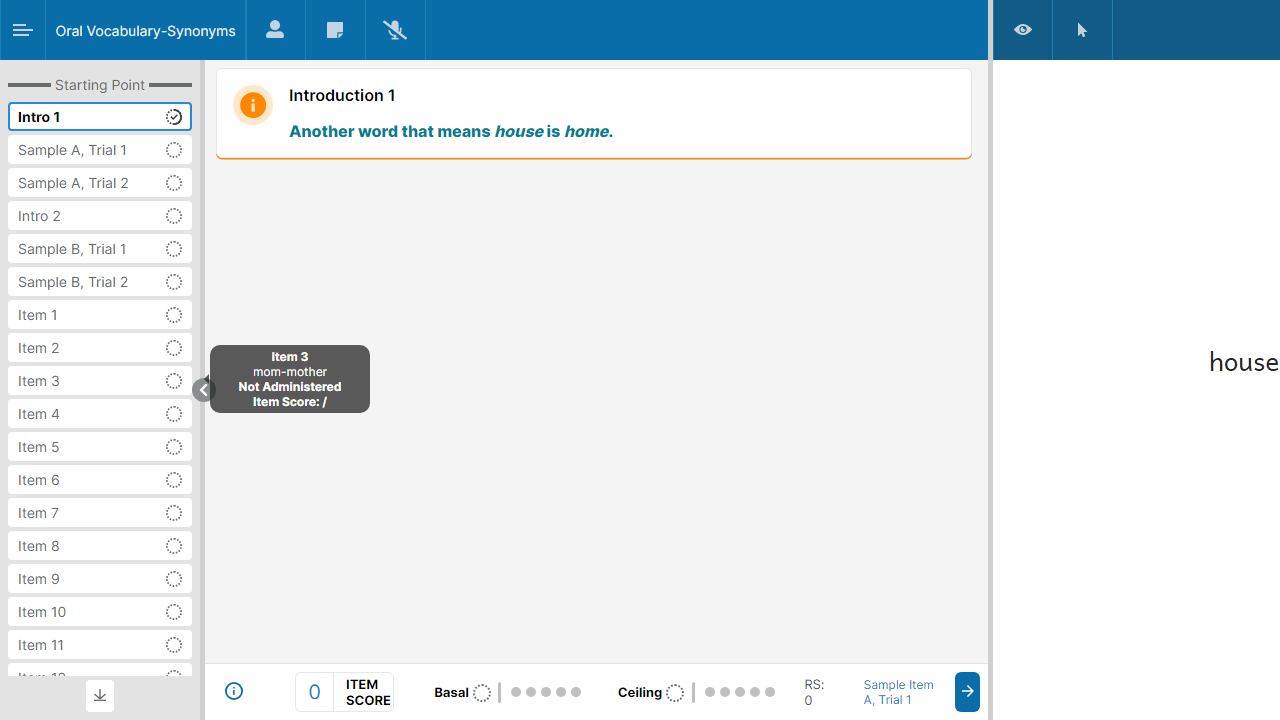 Oral Vocabulary-Synonyms
Starting Point
Intro 1
Sample A, Trial 1
Sample A, Trial 2
Intro 2
Sample B, Trial 1
Sample B, Trial 2
Item 1
Item 2
Item 3
Item 4
Item 5
Item 6
Item 7
Item 8
Item 9
Item 10
Item 11
Introduction 1
Another word that means house is home.
Item 3
mom-mother
Not Administered
Item Score: /
house
0
ITEM
SCORE
Basal
Ceiling
RS:
0
Sample Item
A, Trial 1